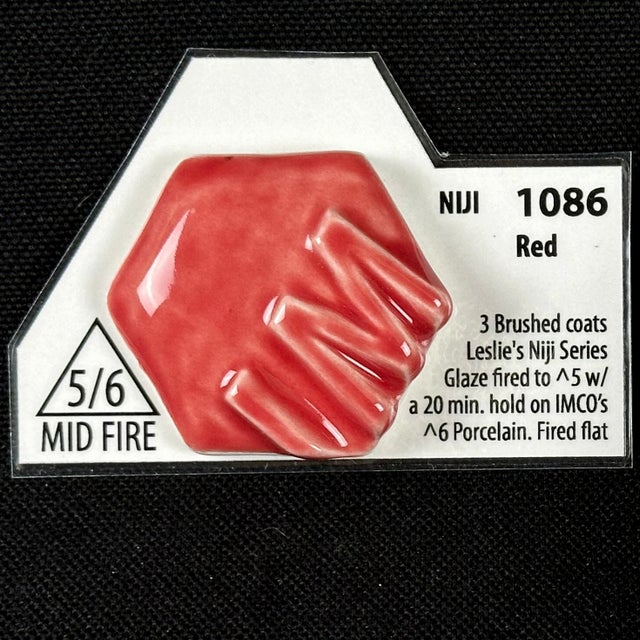 NIJI 1086
Red
3 Brushed coats
Leslie's Niji Series
Glaze fired to ^5 w/
a 20 min. hold on IMCO's
^6 Porcelain. Fired flat
5/6
MID FIRE